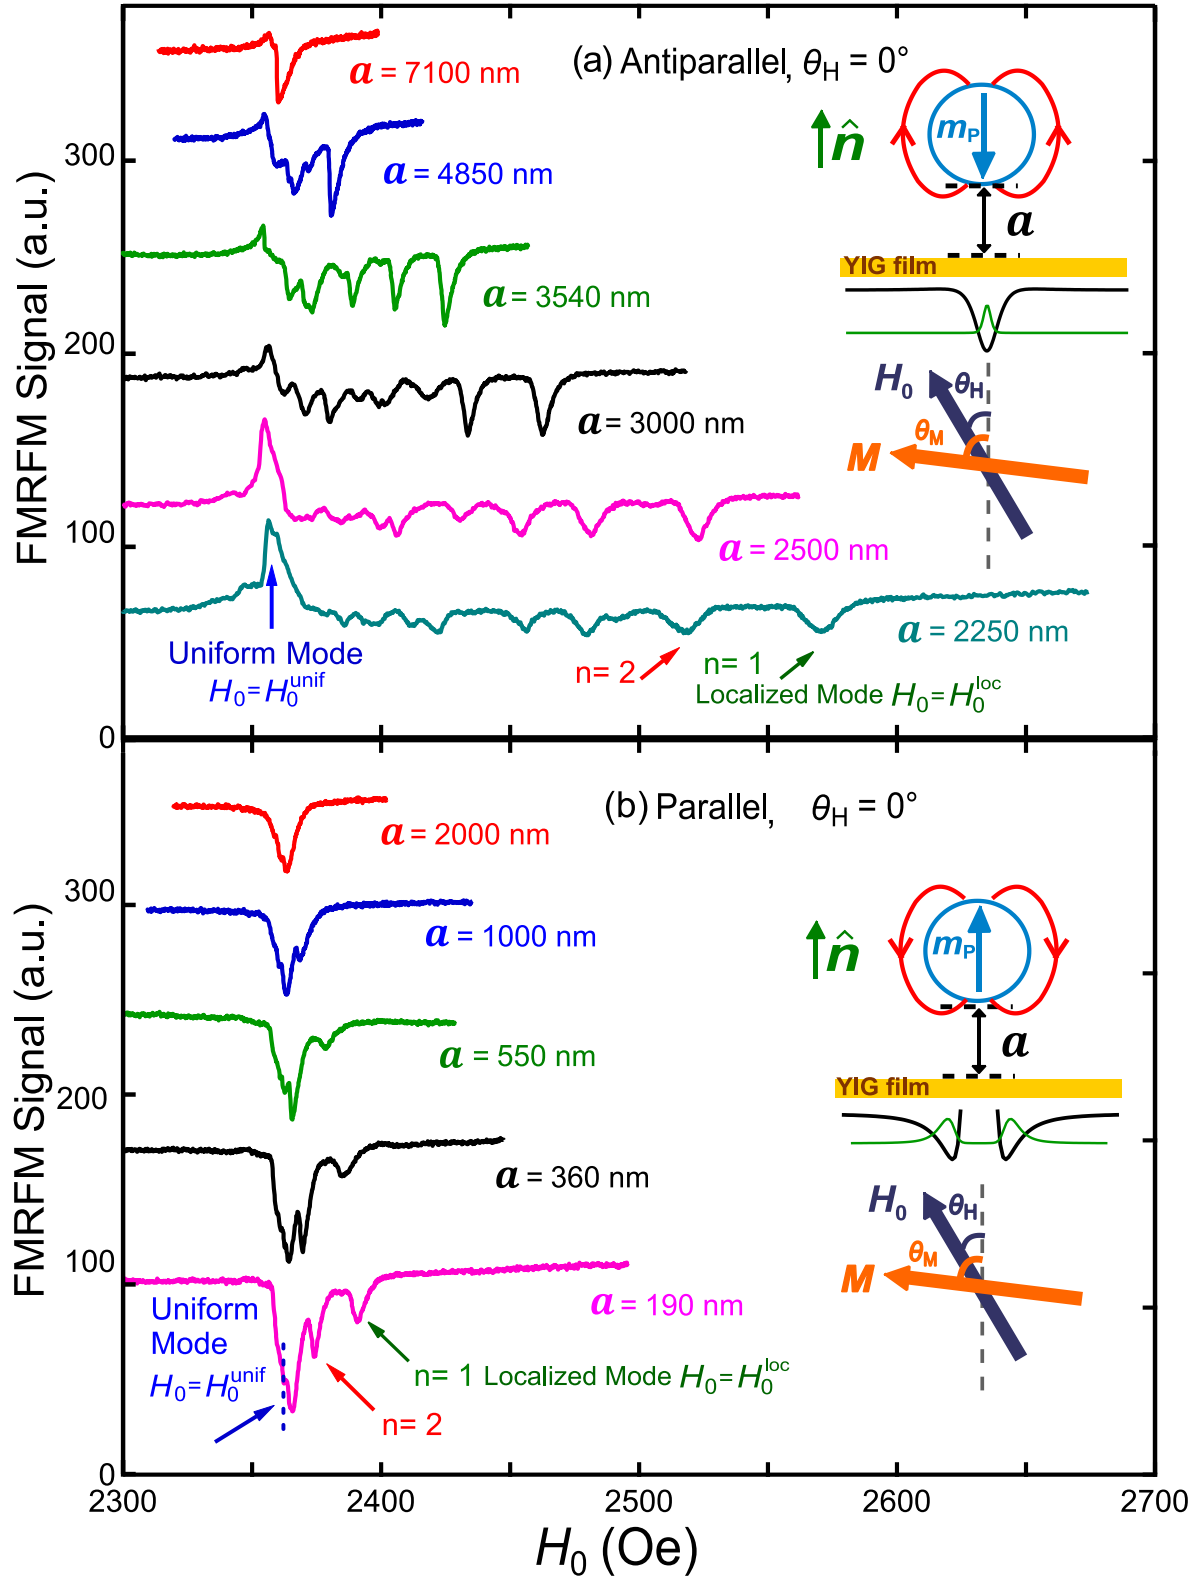 (a) Antiparallel, θH = 0°
a = 7100 nm
a = 4850 nm
a = 3540 nm
a = 3000 nm
a = 2500 nm
a = 2250 nm
Uniform Mode
H0 = H0unif
n= 2
n= 1
Localized Mode H0 = H0loc
FMRFM Signal (a.u.)
300
200
100
0
n̂
mP
a
YIG film
H0
θH
θM
M
(b) Parallel, θH = 0°
a = 2000 nm
a = 1000 nm
a = 550 nm
a = 360 nm
a = 190 nm
Uniform
Mode
H0 = H0unif
n= 1 Localized Mode H0 = H0loc
n= 2
FMRFM Signal (a.u.)
300
200
100
0
n̂
mP
a
YIG film
H0
θH
θM
M
2300 2400 2500 2600 2700
H0 (Oe)